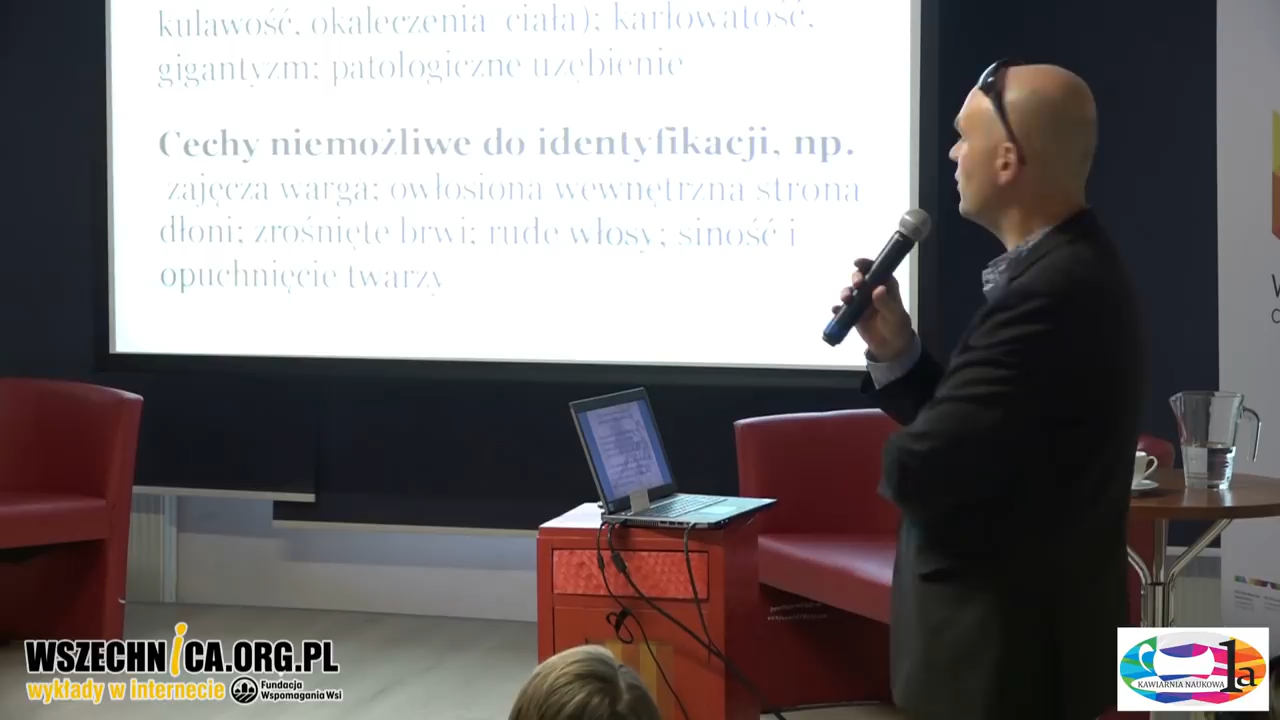 kulawość, okaleczenia ciała); karłowatość,
gigantyzm; patologiczne uzębienie
Cechy niemożliwe do identyfikacji, np.
zajęcza warga; owłosiona wewnętrzna strona
dłoni; zrośnięte brwi; rude włosy; siność i
opuchnięcie twarzy
WSZECHNICA.ORG.PL
wykłady w internecie
Fundacja
Wspomagania Wsi
KAWIARNIA NAUKOWA 1a